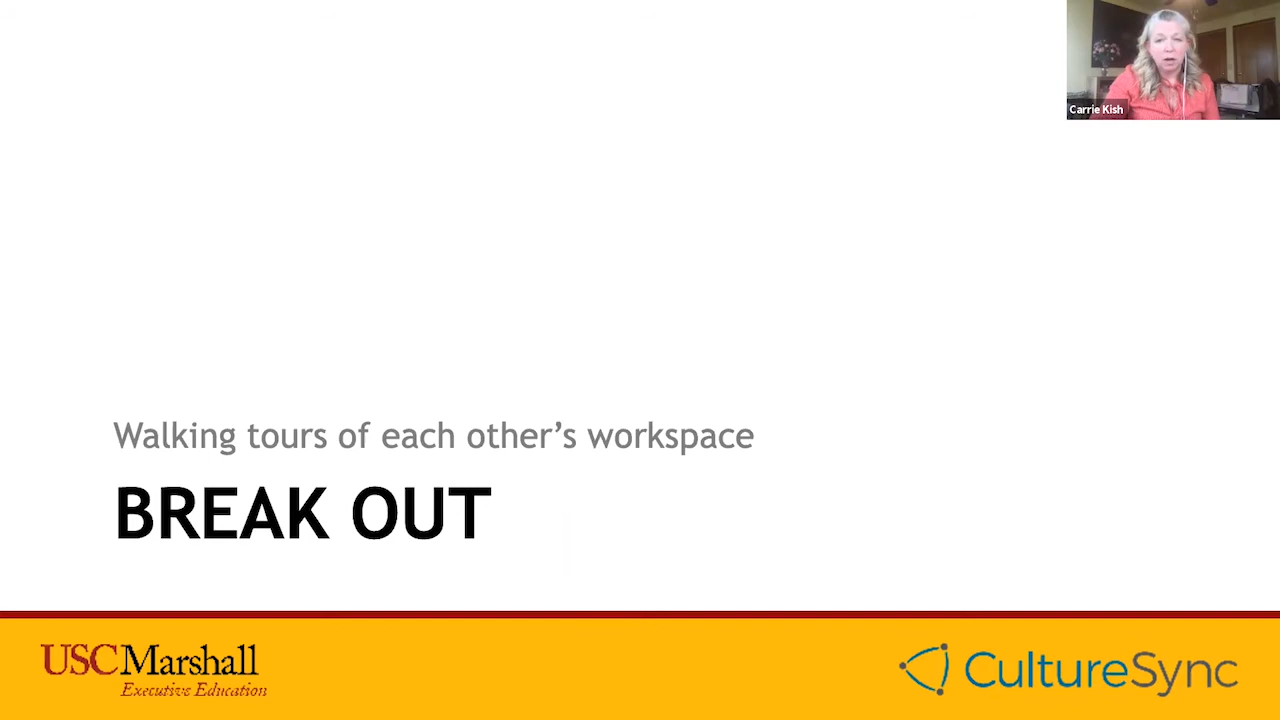 Carrie Kish
Walking tours of each other’s workspace
BREAK OUT
USC Marshall
Executive Education
CultureSync